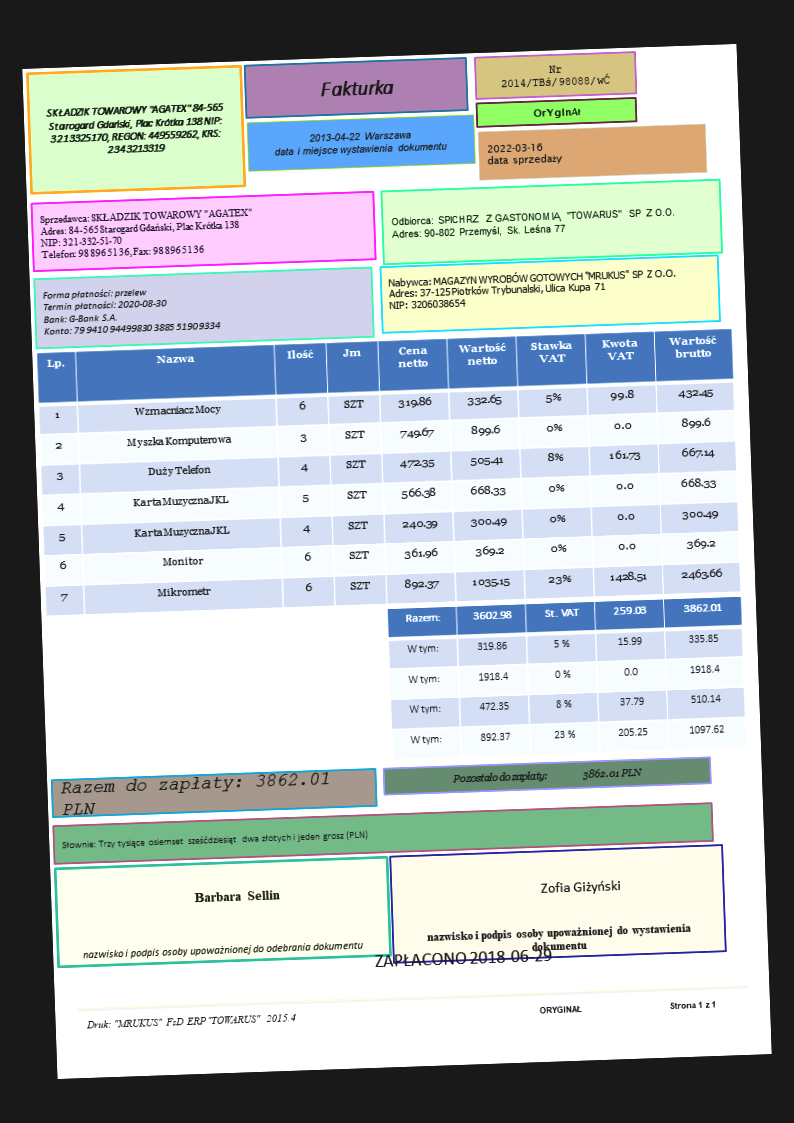 SKŁADZIK TOWAROWY "AGATEX" 84-565
Starogard Gdański, Plac Krótka 138 NIP:
3213325170, REGON: 449559262, KRS:
2343213319
Fakturka
2013-04-22 Warszawa
data i miejsce wystawienia dokumentu
Nr
2014/TBś/98088/wĆ
OrYgInAł
2022-03-16
data sprzedaży
Sprzedawca: SKŁADZIK TOWAROWY "AGATEX"
Adres: 84-565 Starogard Gdański, Plac Krótka 138
NIP: 321-332-51-70
Telefon: 988965136, Fax: 988965136
Odbiorca: SPICHRZ Z GASTONOMIĄ "TOWARUS" SP Z O.O.
Adres: 90-802 Przemyśl, Sk. Leśna 77
Forma płatności: przelew
Termin płatności: 2020-08-30
Bank: G-Bank S.A.
Konto: 79 9410 9449 9830 3885 5190 9334
Nabywca: MAGAZYN WYROBÓW GOTOWYCH "MRUKUS" SP Z O.O.
Adres: 37-125 Piotrków Trybunalski, Ulica Kupa 71
NIP: 3206038654
Lp. Nazwa Ilość Jm Cena netto Wartość netto Stawka VAT Kwota VAT Wartość brutto
1 Wzmacniacz Mocy 6 SZT 319.86 332.65 5% 99.8 432.45
2 Myszka Komputerowa 3 SZT 749.67 899.6 0% 0.0 899.6
3 Duży Telefon 4 SZT 472.35 505.41 8% 161.73 667.14
4 Karta Muzyczna JKL 5 SZT 566.38 668.33 0% 0.0 668.33
5 Karta Muzyczna JKL 4 SZT 240.39 300.49 0% 0.0 300.49
6 Monitor 6 SZT 361.96 369.2 0% 0.0 369.2
7 Mikrometr 6 SZT 892.37 1035.15 23% 1428.51 2463.66
Razem: 3602.98 St. VAT 259.03 3862.01
W tym: 319.86 5 % 15.99 335.85
W tym: 1918.4 0 % 0.0 1918.4
W tym: 472.35 8 % 37.79 510.14
W tym: 892.37 23 % 205.25 1097.62
Razem do zapłaty: 3862.01
PLN
Pozostało do zapłaty: 3862.01 PLN
Słownie: Trzy tysiące osiemset sześćdziesiąt dwa złotych i jeden grosz (PLN)
Barbara Sellin
nazwisko i podpis osoby upoważnionej do odebrania dokumentu
Zofia Giżyński
nazwisko i podpis osoby upoważnionej do wystawienia
dokumentu
ZAPŁACONO 2018-06-29
Druk: "MRUKUS" FzD ERP "TOWARUS" 2015.4
ORYGINAŁ
Strona 1 z 1